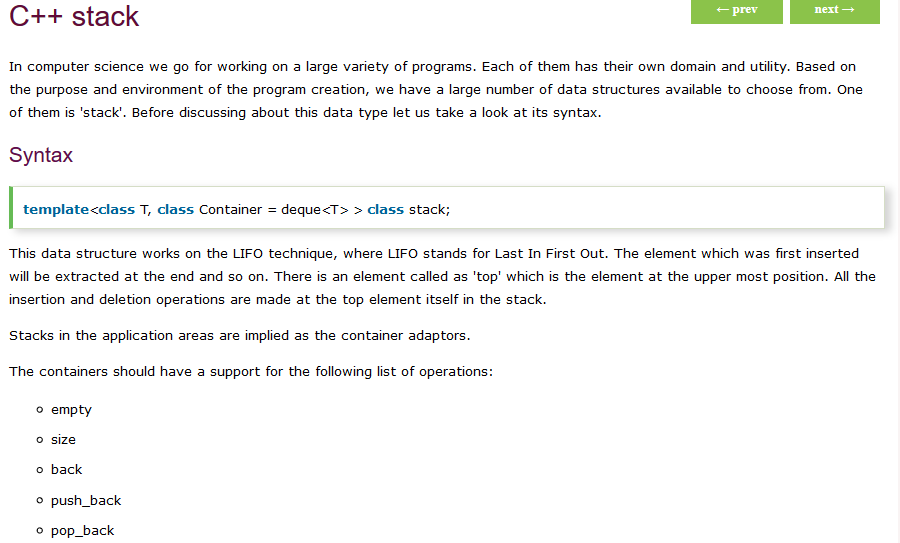 C++ stack
← prev
next →
In computer science we go for working on a large variety of programs. Each of them has their own domain and utility. Based on
the purpose and environment of the program creation, we have a large number of data structures available to choose from. One
of them is 'stack'. Before discussing about this data type let us take a look at its syntax.
Syntax
template<class T, class Container = deque<T> > class stack;
This data structure works on the LIFO technique, where LIFO stands for Last In First Out. The element which was first inserted
will be extracted at the end and so on. There is an element called as 'top' which is the element at the upper most position. All the
insertion and deletion operations are made at the top element itself in the stack.
Stacks in the application areas are implied as the container adaptors.
The containers should have a support for the following list of operations:
empty
size
back
push_back
pop_back